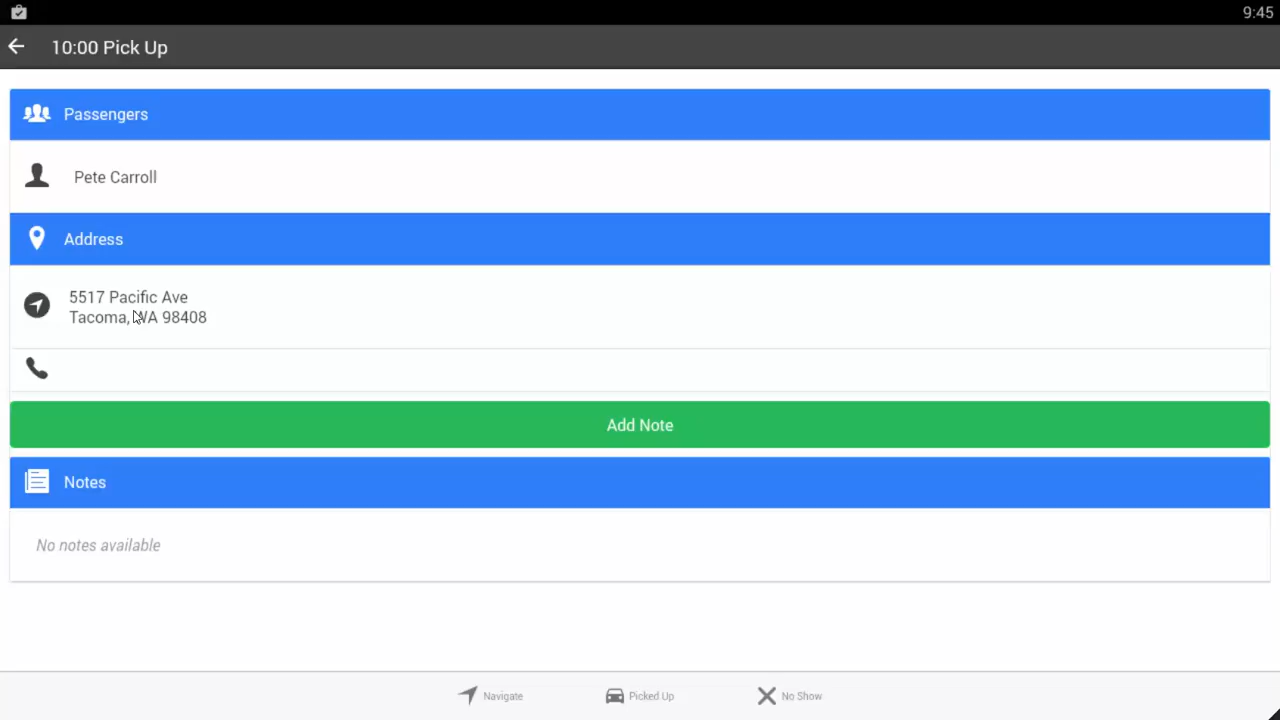 9:45
10:00 Pick Up
Passengers
Pete Carroll
Address
5517 Pacific Ave
Tacoma, WA 98408
Add Note
Notes
No notes available
Navigate
Picked Up
No Show